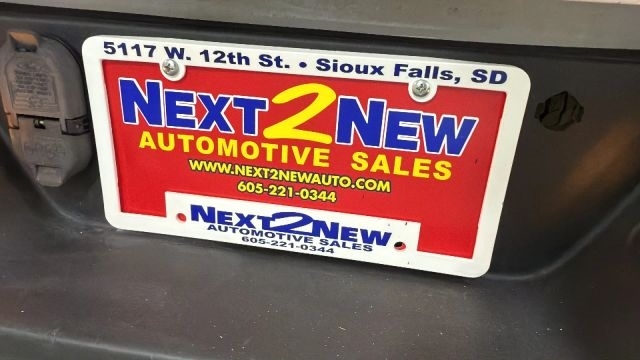 5117 W. 12th St. • Sioux Falls, SD
NEXT2NEW
AUTOMOTIVE SALES
WWW.NEXT2NEWAUTO.COM
605-221-0344
NEXT2NEW
AUTOMOTIVE SALES
605-221-0344